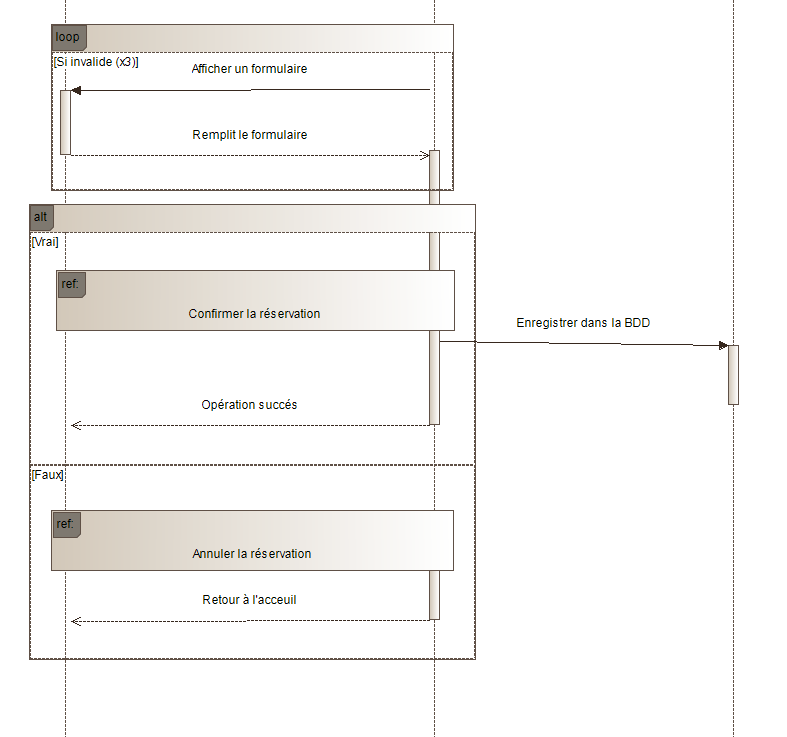 loop
[Si invalide (x3)]
Afficher un formulaire
Remplit le formulaire
alt
[Vrai]
ref:
Confirmer la réservation
Enregistrer dans la BDD
Opération succés
[Faux]
ref:
Annuler la réservation
Retour à l'acceuil